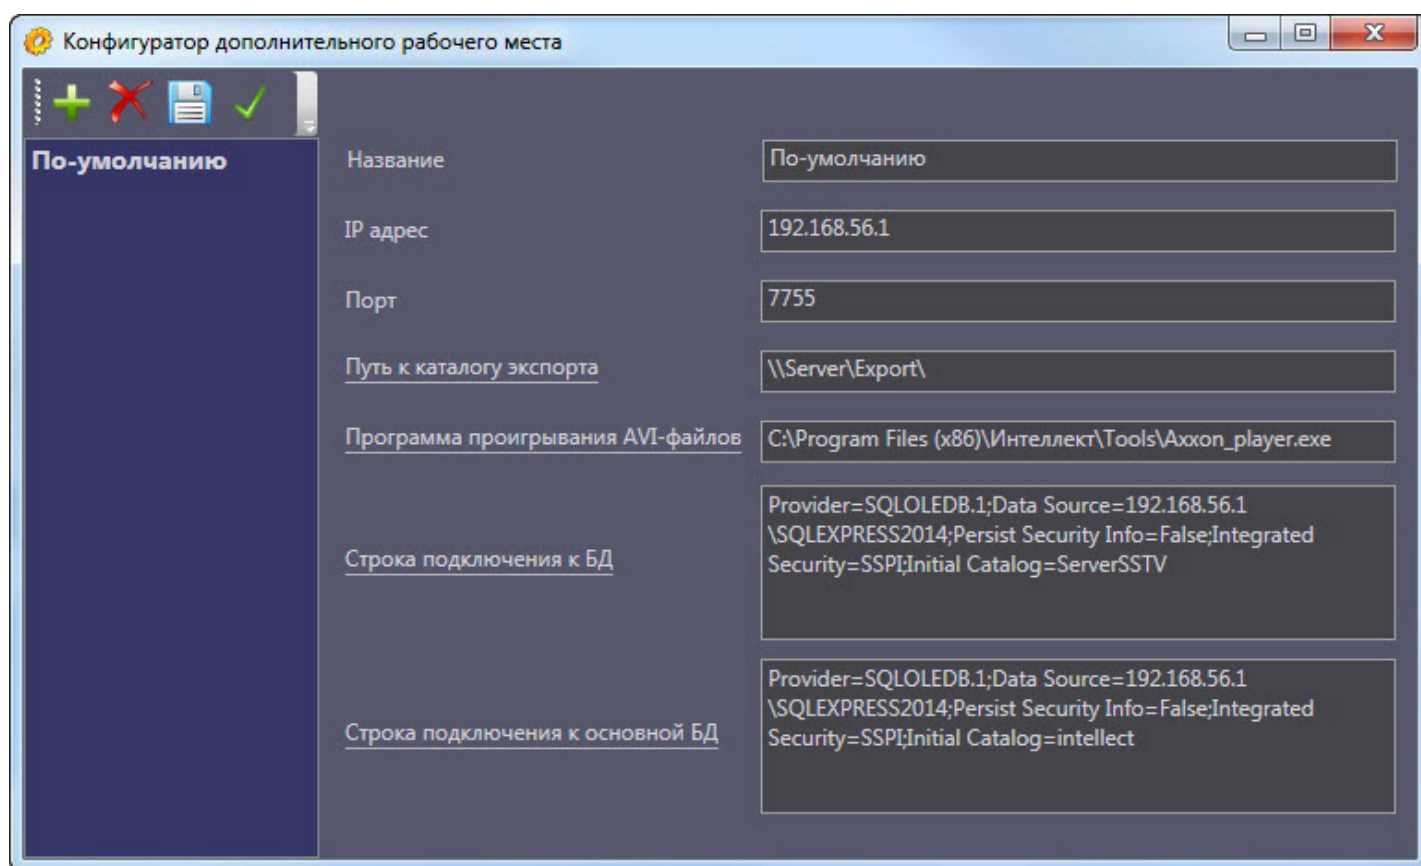 Конфигуратор дополнительного рабочего места
По-умолчанию
Название
По-умолчанию
IP адрес
192.168.56.1
Порт
7755
Путь к каталогу экспорта
\\Server\Export\
Программа проигрывания AVI-файлов
C:\Program Files (x86)\Интеллект\Tools\Axxon_player.exe
Строка подключения к БД
Provider=SQLOLEDB.1;Data Source=192.168.56.1
\SQLEXPRESS2014;Persist Security Info=False;Integrated
Security=SSPI;Initial Catalog=ServerSSTV
Строка подключения к основной БД
Provider=SQLOLEDB.1;Data Source=192.168.56.1
\SQLEXPRESS2014;Persist Security Info=False;Integrated
Security=SSPI;Initial Catalog=intellect